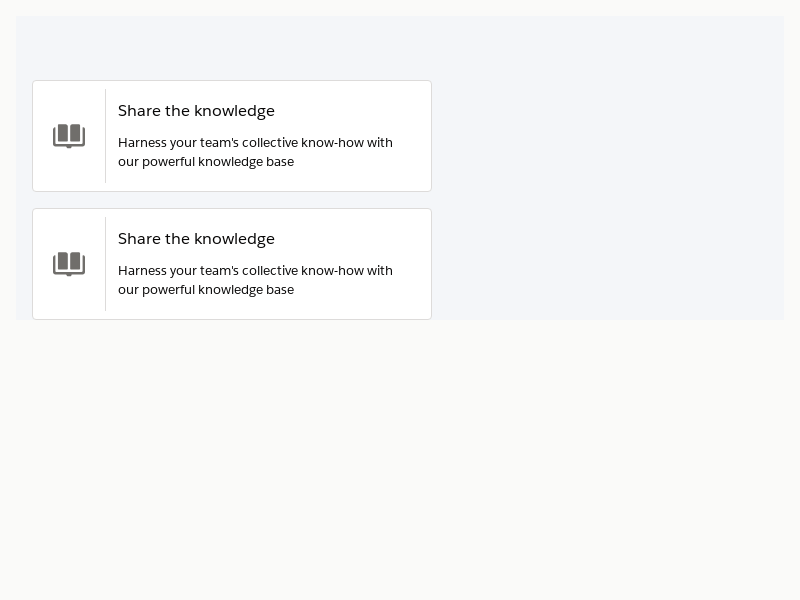 Share the knowledge
Harness your team's collective know-how with
our powerful knowledge base
Share the knowledge
Harness your team's collective know-how with
our powerful knowledge base